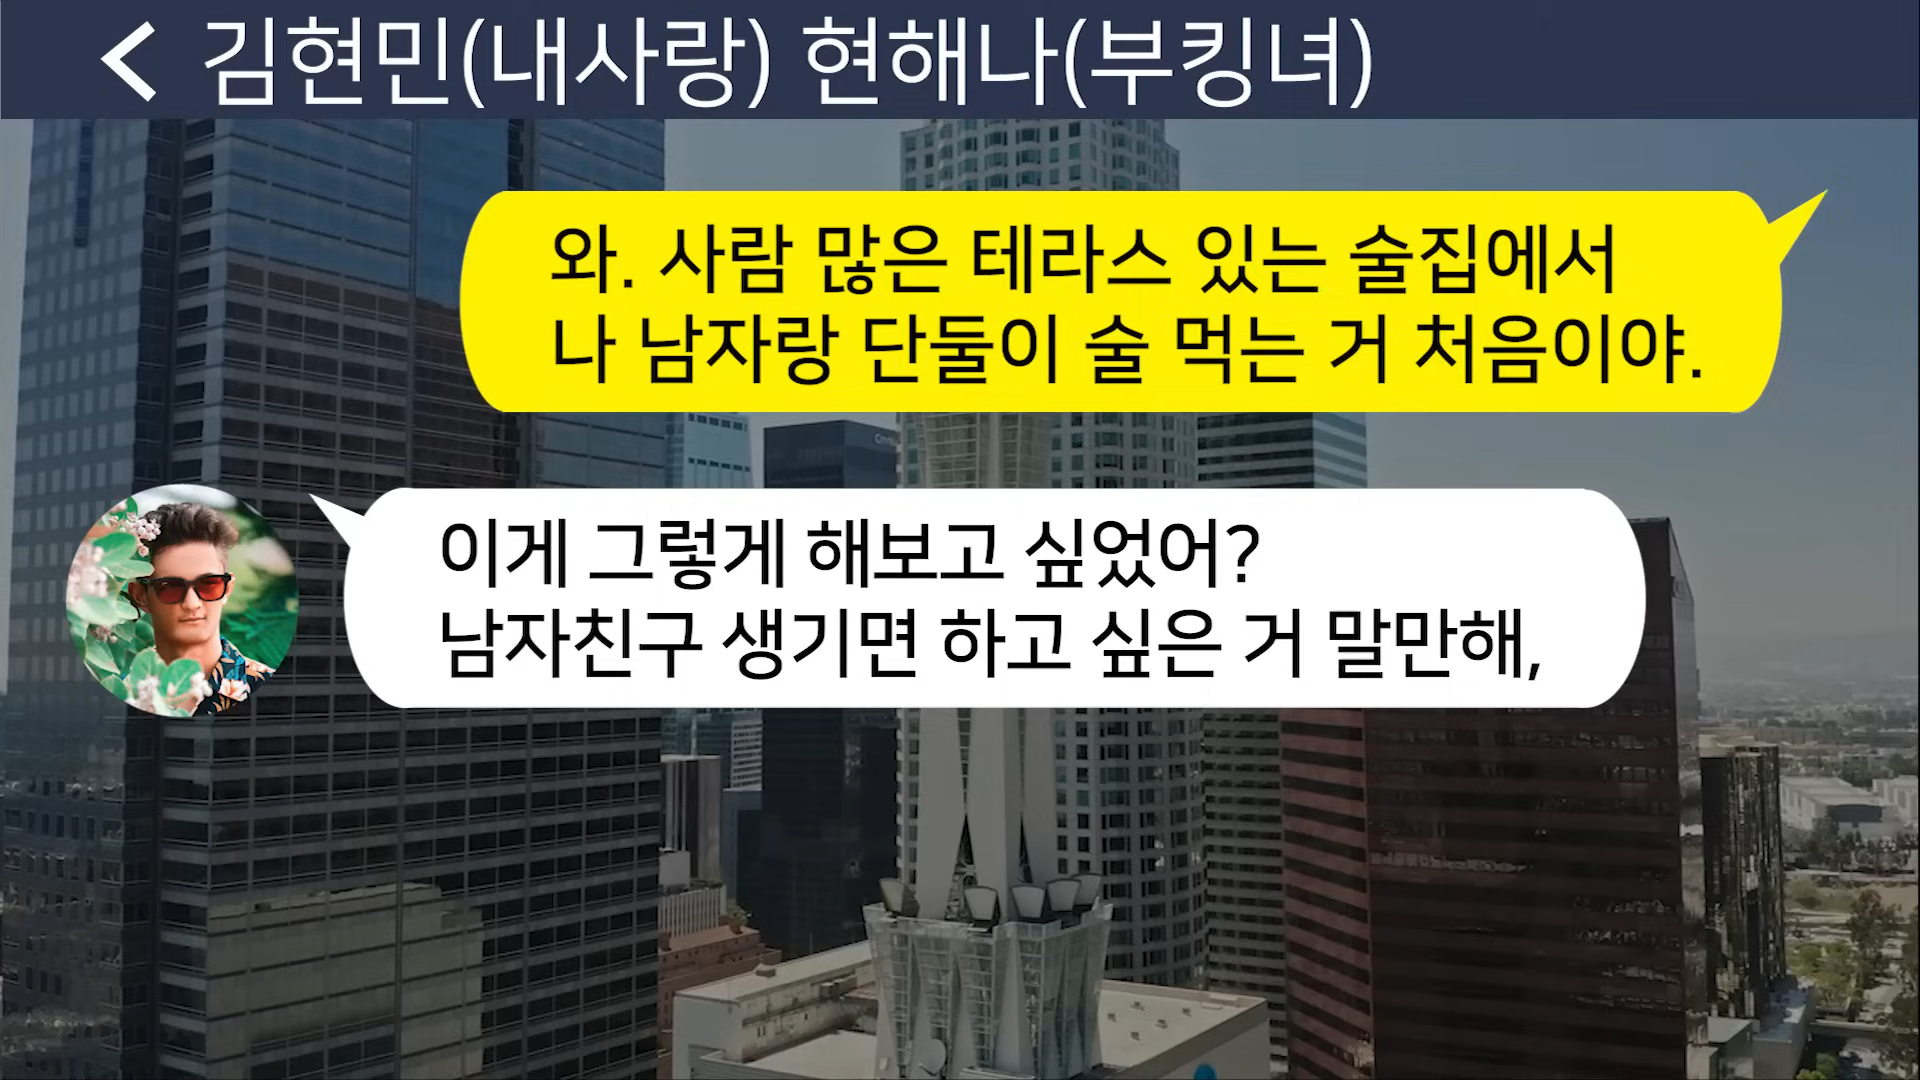 김현민(내사랑) 현해나(부킹녀)
와. 사람 많은 테라스 있는 술집에서
나 남자랑 단둘이 술 먹는 거 처음이야.
이게 그렇게 해보고 싶었어?
남자친구 생기면 하고 싶은 거 말만해,